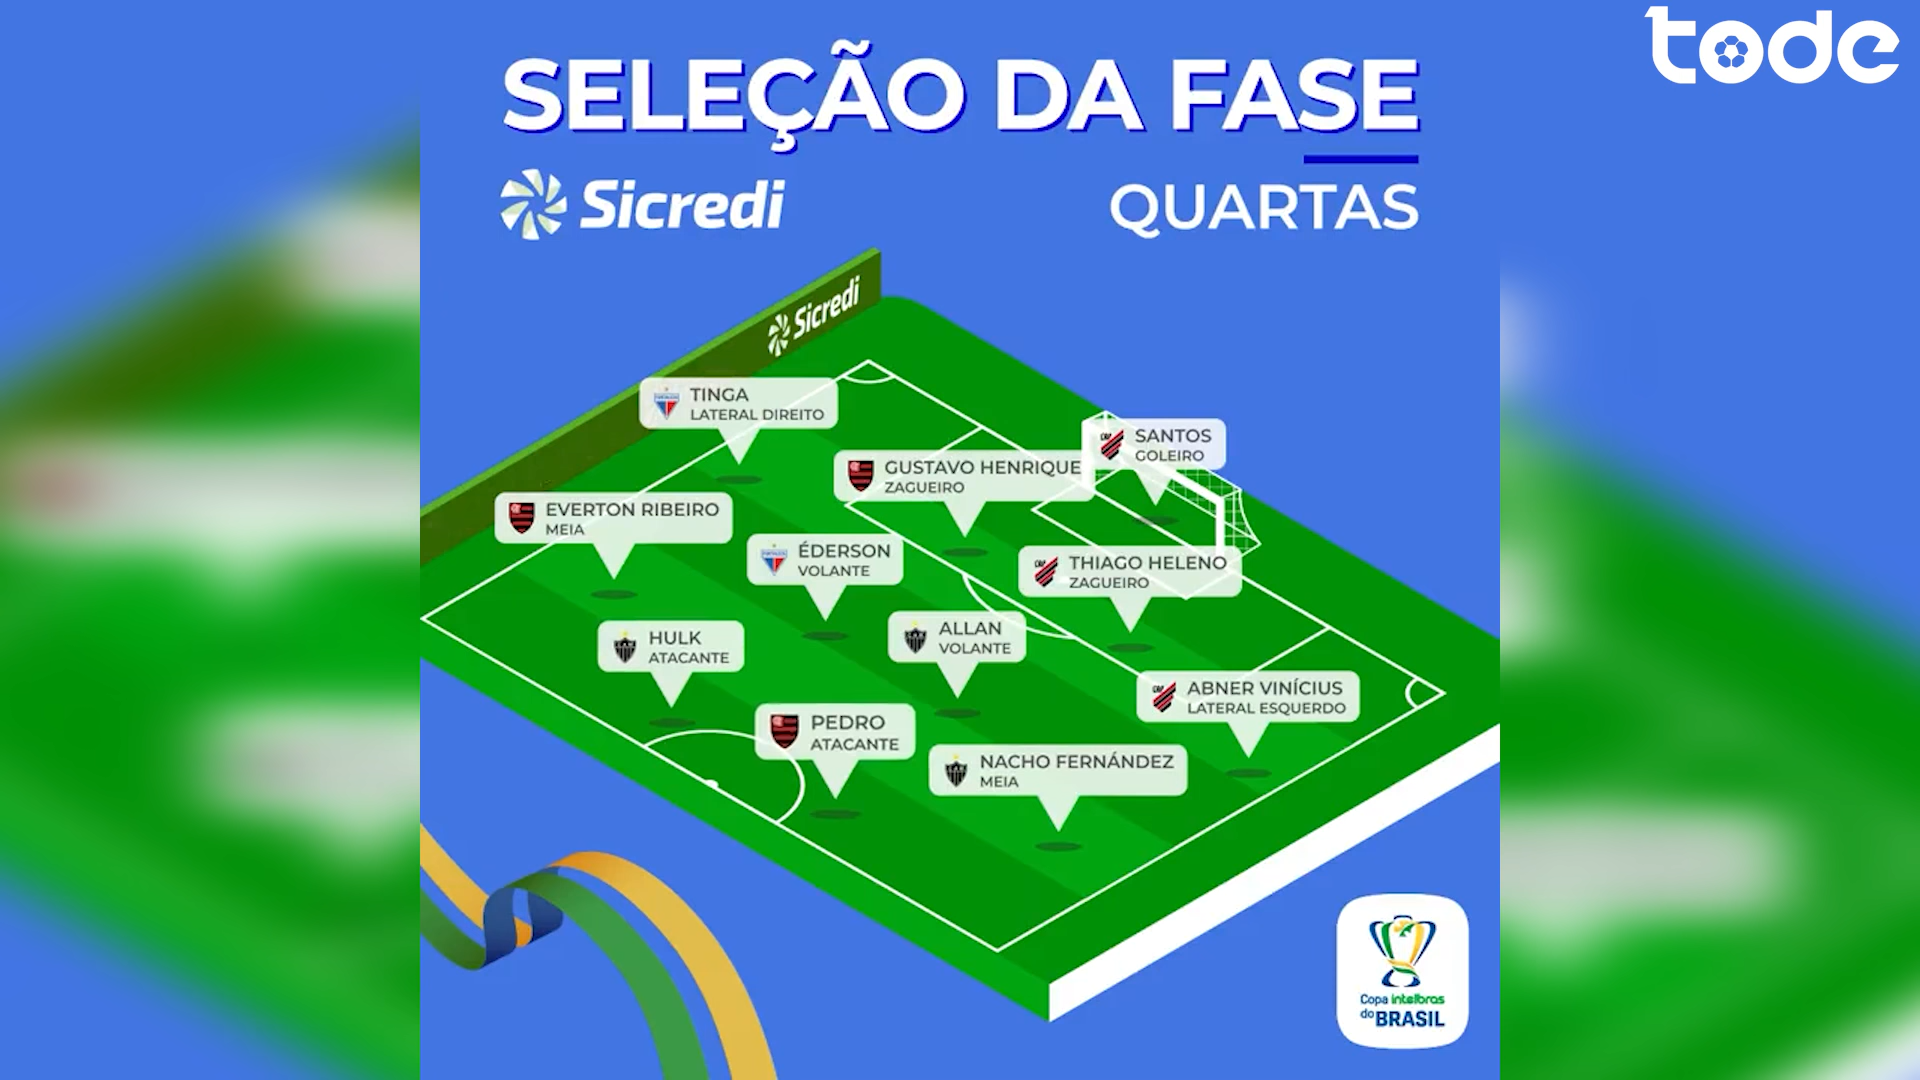 tode
SELEÇÃO DA FASE
Sicredi
QUARTAS
Sicredi
TINGA
LATERAL DIREITO
SANTOS
GOLEIRO
GUSTAVO HENRIQUE
ZAGUEIRO
EVERTON RIBEIRO
MEIA
ÉDERSON
VOLANTE
THIAGO HELENO
ZAGUEIRO
HULK
ATACANTE
ALLAN
VOLANTE
ABNER VINÍCIUS
LATERAL ESQUERDO
PEDRO
ATACANTE
NACHO FERNÁNDEZ
MEIA
Copa intelbras
do BRASIL